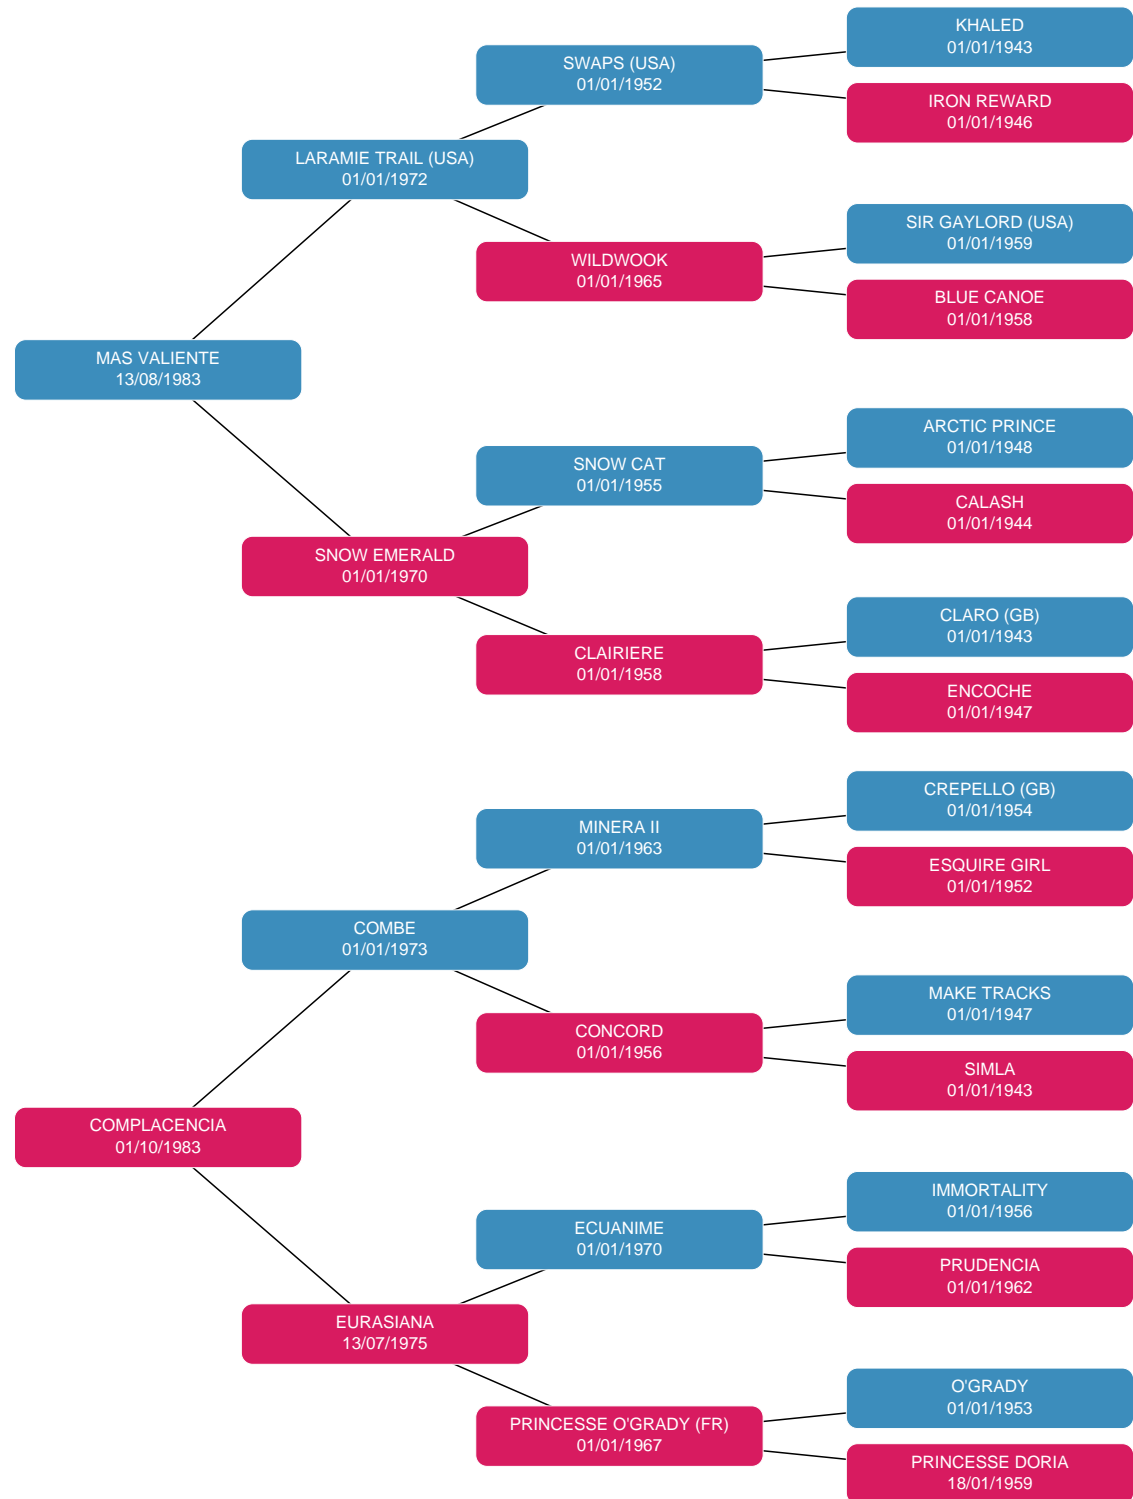 KHALED
01/01/1943
SWAPS (USA)
01/01/1952
IRON REWARD
01/01/1946
LARAMIE TRAIL (USA)
01/01/1972
SIR GAYLORD (USA)
01/01/1959
WILDWOOK
01/01/1965
BLUE CANOE
01/01/1958
MAS VALIENTE
13/08/1983
ARCTIC PRINCE
01/01/1948
SNOW CAT
01/01/1955
CALASH
01/01/1944
SNOW EMERALD
01/01/1970
CLARO (GB)
01/01/1943
CLAIRIERE
01/01/1958
ENCOCHE
01/01/1947
CREPELLO (GB)
01/01/1954
MINERA II
01/01/1963
ESQUIRE GIRL
01/01/1952
COMBE
01/01/1973
MAKE TRACKS
01/01/1947
CONCORD
01/01/1956
SIMLA
01/01/1943
COMPLACENCIA
01/10/1983
IMMORTALITY
01/01/1956
ECUANIME
01/01/1970
PRUDENCIA
01/01/1962
EURASIANA
13/07/1975
O'GRADY
01/01/1953
PRINCESSE O'GRADY (FR)
01/01/1967
PRINCESSE DORIA
18/01/1959